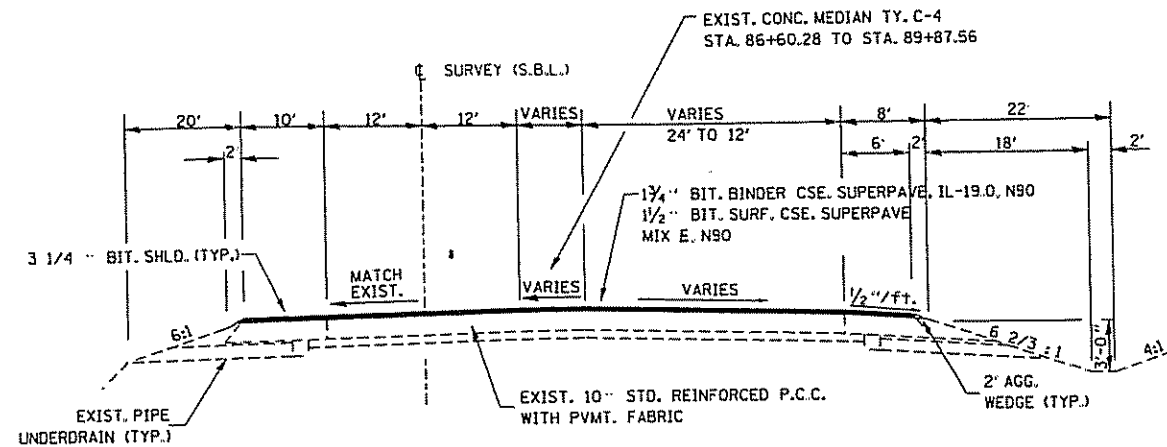 EXIST. CONC. MEDIAN TY. C-4
STA. 86+60.28 TO STA. 89+87.56
℄ SURVEY (S.B.L.)
20' 10' 12' 12' VARIES VARIES 8' 22'
24' TO 12'
2' 6' 2' 18' 2'
1 3/4" BIT. BINDER CSE. SUPERPAVE, IL-19.0, N90
1 1/2" BIT. SURF. CSE. SUPERPAVE
MIX E, N90
3 1/4" BIT. SHLD. (TYP.)
MATCH
EXIST.
VARIES VARIES 1/2"/ft.
6:1 6 2/3 :1 3'-0" 4:1
EXIST. PIPE
UNDERDRAIN (TYP.)
EXIST. 10" STD. REINFORCED P.C.C.
WITH PVMT. FABRIC
2' AGG.
WEDGE (TYP.)